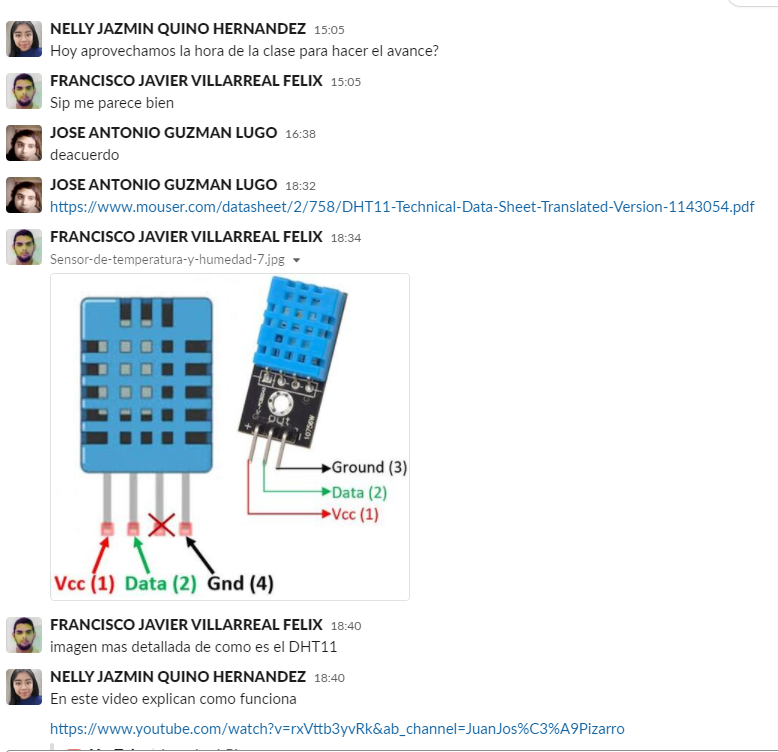 NELLY JAZMIN QUINO HERNANDEZ 15:05
Hoy aprovechamos la hora de la clase para hacer el avance?
FRANCISCO JAVIER VILLARREAL FELIX 15:05
Sip me parece bien
JOSE ANTONIO GUZMAN LUGO 16:38
deacuerdo
JOSE ANTONIO GUZMAN LUGO 18:32
https://www.mouser.com/datasheet/2/758/DHT11-Technical-Data-Sheet-Translated-Version-1143054.pdf
FRANCISCO JAVIER VILLARREAL FELIX 18:34
Sensor-de-temperatura-y-humedad-7.jpg
out
+ -
Ground (3)
Data (2)
Vcc (1)
Vcc (1) Data (2) Gnd (4)
FRANCISCO JAVIER VILLARREAL FELIX 18:40
imagen mas detallada de como es el DHT11
NELLY JAZMIN QUINO HERNANDEZ 18:40
En este video explican como funciona
https://www.youtube.com/watch?v=rxVttb3yvRk&ab_channel=JuanJos%C3%A9Pizarro